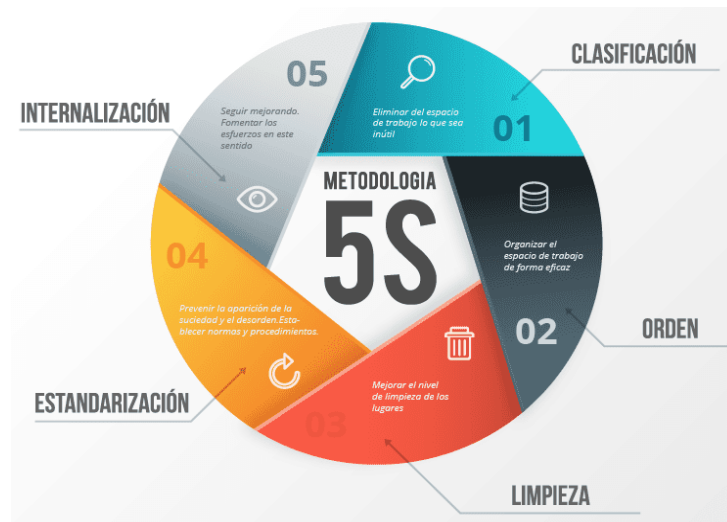 METODOLOGIA
5S
CLASIFICACIÓN
01
Eliminar del espacio
de trabajo lo que sea
inútil
ORDEN
02
Organizar el
espacio de trabajo
de forma eficaz
LIMPIEZA
03
Mejorar el nivel
de limpieza de los
lugares
ESTANDARIZACIÓN
04
Prevenir la aparición de la
suciedad y el desorden.Esta-
blecer normas y procedimientos.
INTERNALIZACIÓN
05
Seguir mejorando.
Fomentar los
esfuerzos en este
sentido